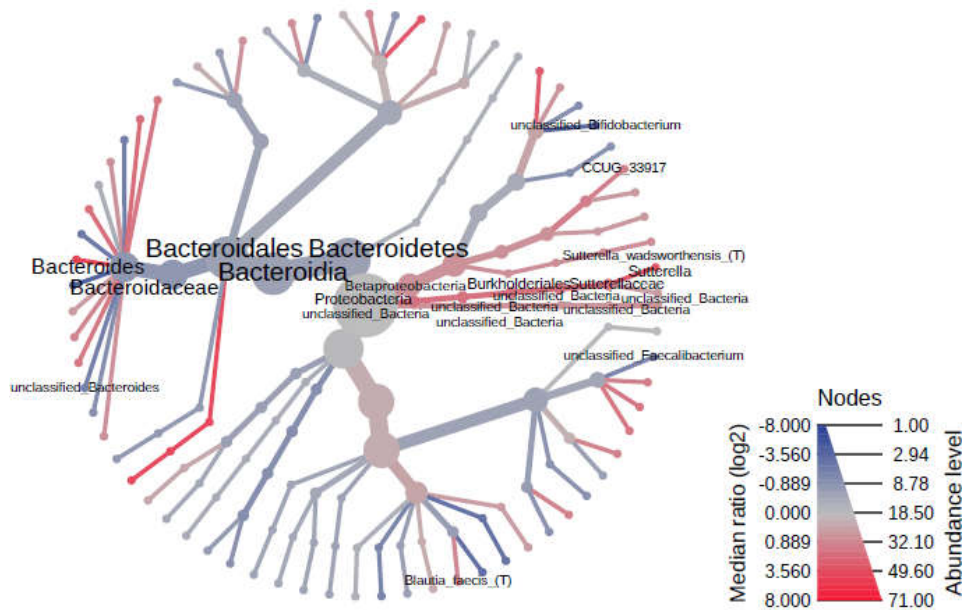 unclassified_Bifidobacterium
CCUG_33917
Bacteroidales Bacteroidetes
Sutterella_wadsworthensis_(T)
Bacteroides
Bacteroidia
Sutterella
Bacteroidaceae
Betaproteobacteria
Burkholderiales
Sutterellaceae
Proteobacteria
unclassified_Bacteria
unclassified_Bacteria
unclassified_Bacteria
unclassified_Bacteria
unclassified_Bacteria
unclassified_Bacteria
unclassified_Faecalibacterium
unclassified_Bacteroides
Blautia_faecis_(T)
Nodes
Median ratio (log2)
Abundance level
-8.000 1.00
-3.560 2.94
-0.889 8.78
0.000 18.50
0.889 32.10
3.560 49.60
8.000 71.00